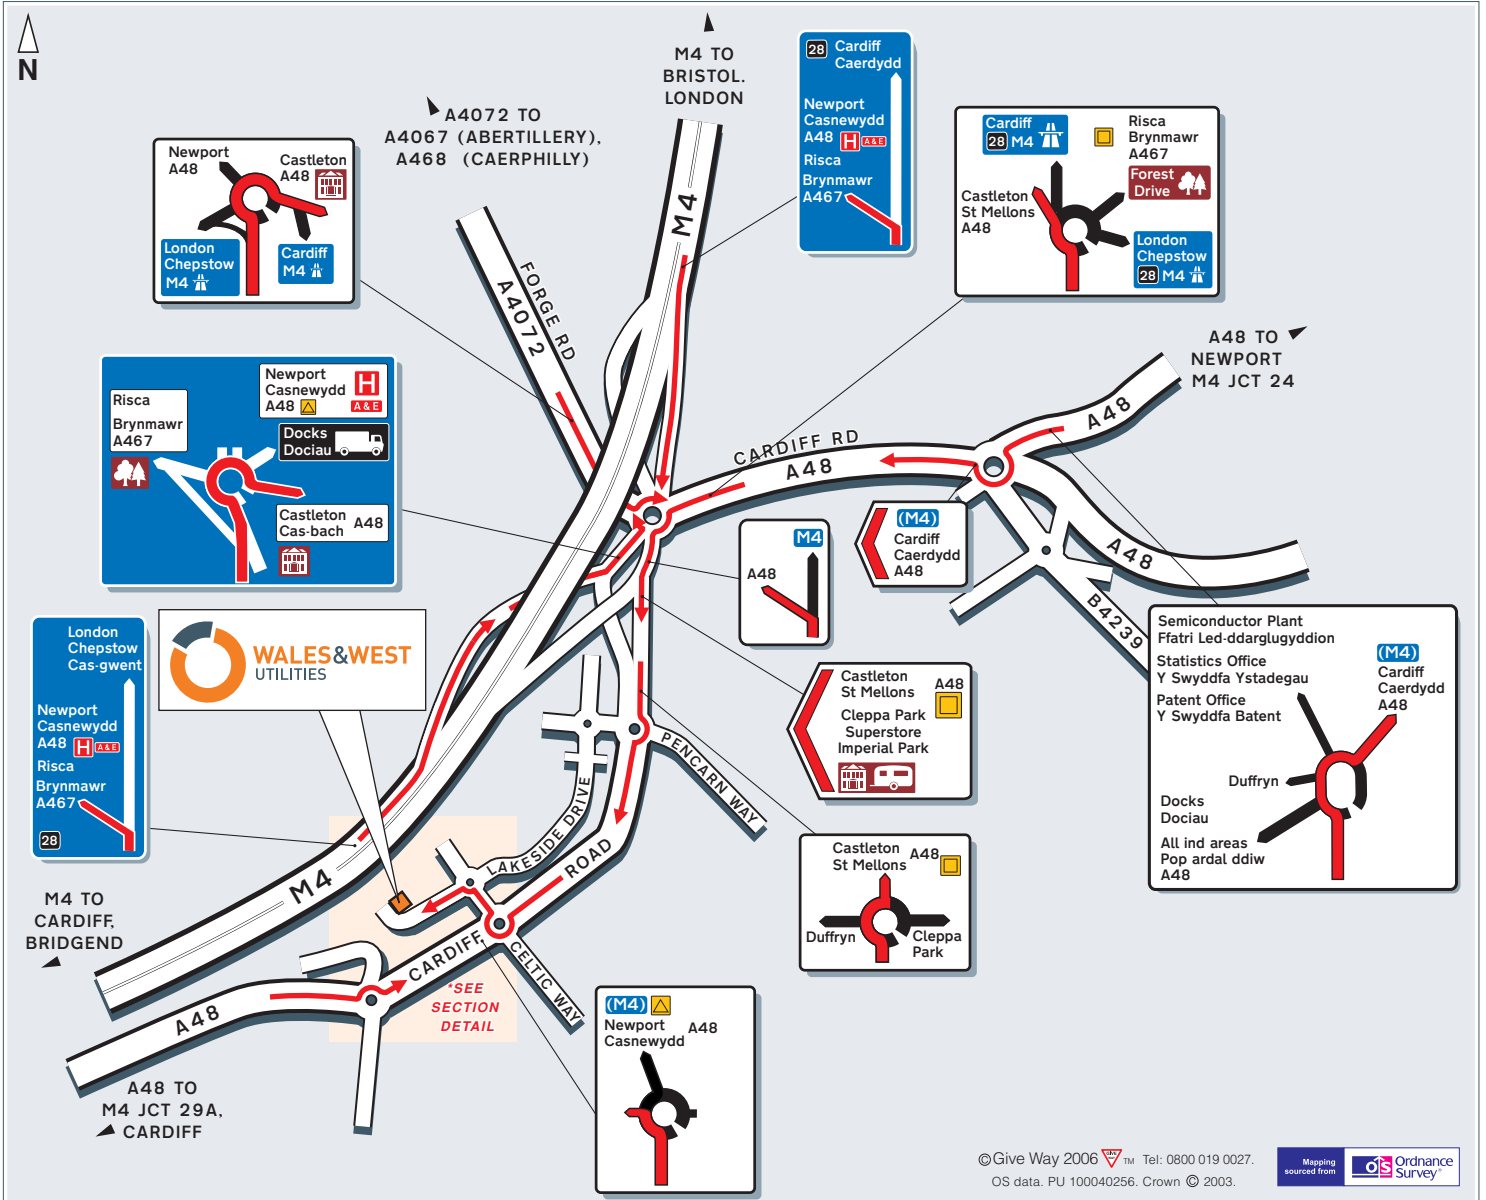 N
M4 TO
BRISTOL.
LONDON
A4072 TO
A4067 (ABERTILLERY),
A468 (CAERPHILLY)
28 Cardiff
Caerdydd
Newport
Casnewydd
A48 H A&E
Risca
Brynmawr
A467
Newport
A48
Castleton
A48
London
Chepstow
M4
Cardiff
M4
Cardiff
28 M4
Risca
Brynmawr
A467
Forest
Drive
Castleton
St Mellons
A48
London
Chepstow
28 M4
M4
FORGE RD
A4072
A48 TO
NEWPORT
M4 JCT 24
Risca
Brynmawr
A467
Newport
Casnewydd
A48
H
A&E
Docks
Dociau
Castleton
Cas-bach A48
CARDIFF RD
A48
A48
A48
B4239
(M4)
Cardiff
Caerdydd
A48
M4
A48
WALES&WEST
UTILITIES
London
Chepstow
Cas-gwent
Newport
Casnewydd
A48 H A&E
Risca
Brynmawr
A467
28
Castleton
St Mellons
A48
Cleppa Park
Superstore
Imperial Park
Semiconductor Plant
Ffatri Led-ddarglugyddion
Statistics Office
Y Swyddfa Ystadegau
Patent Office
Y Swyddfa Batent
(M4)
Cardiff
Caerdydd
A48
Duffryn
Docks
Dociau
All ind areas
Pop ardal ddiw
A48
PENCARN WAY
LAKESIDE DRIVE
CARDIFF ROAD
CELTIC WAY
Castleton
St Mellons A48
Duffryn
Cleppa
Park
M4
M4 TO
CARDIFF,
BRIDGEND
A48
*SEE
SECTION
DETAIL
A48 TO
M4 JCT 29A,
CARDIFF
(M4)
Newport
Casnewydd
A48
©Give Way 2006 GIVE WAY TM Tel: 0800 019 0027.
OS data. PU 100040256. Crown © 2003.
Mapping
sourced from
OS Ordnance
Survey®